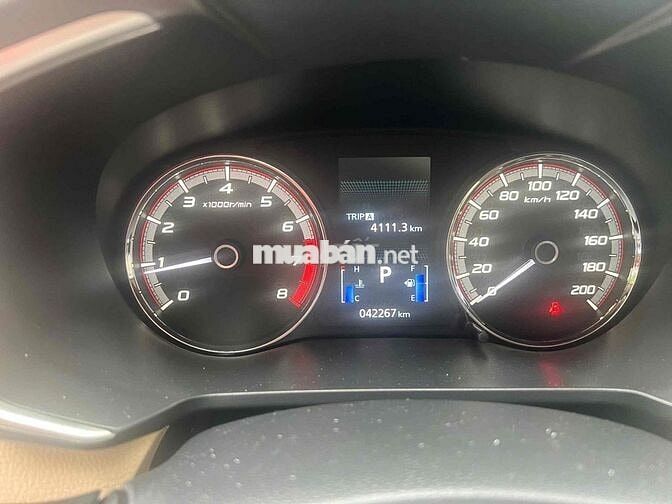 0 1 2 3 4 5 6 8
x1000r/min
TRIP A
4111.3 km
muaban.net
H
C
P
F
E
042267 km
0 20 40 60 80 100 120 140 160 180 200
km/h